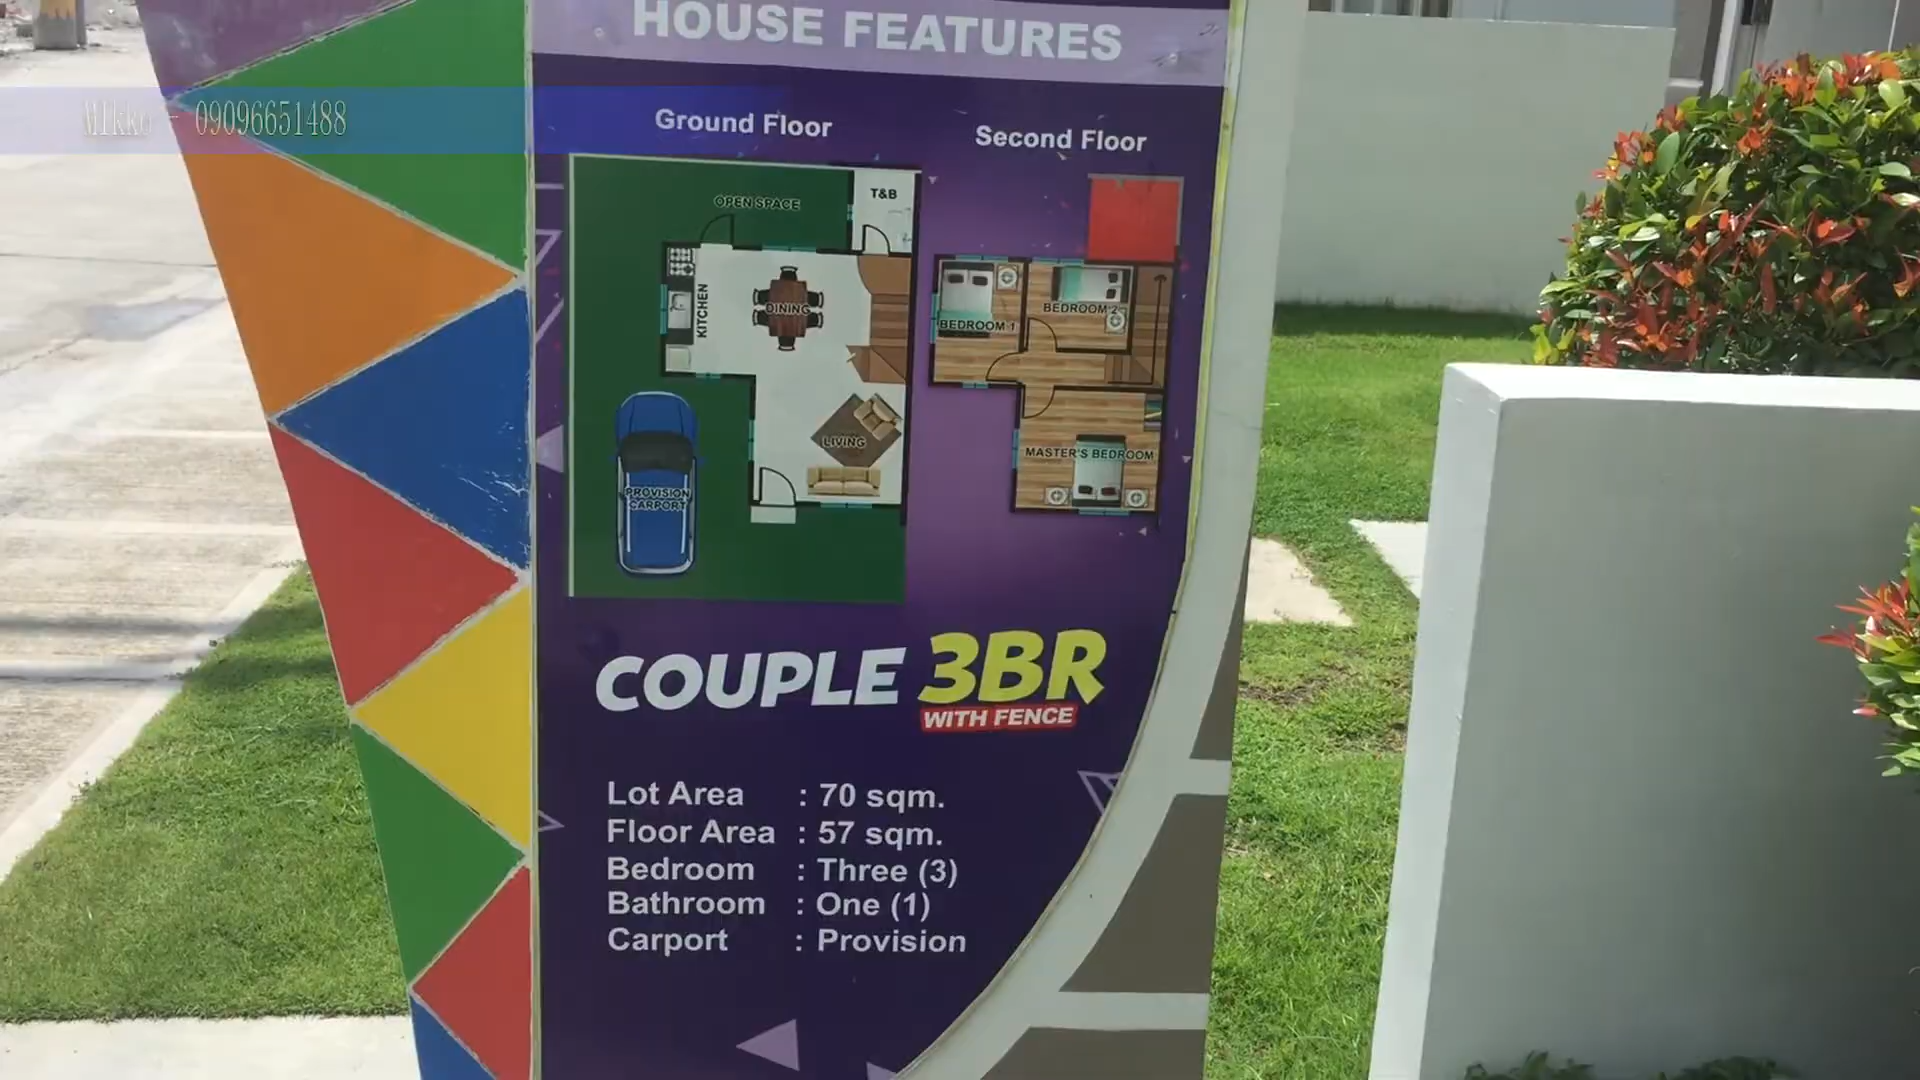 HOUSE FEATURES
MIkko - 09096651488
Ground Floor
Second Floor
OPEN SPACE
T&B
KITCHEN
DINING
LIVING
PROVISION
CARPORT
BEDROOM 1
BEDROOM 2
MASTER'S BEDROOM
COUPLE 3BR
WITH FENCE
Lot Area : 70 sqm.
Floor Area : 57 sqm.
Bedroom : Three (3)
Bathroom : One (1)
Carport : Provision